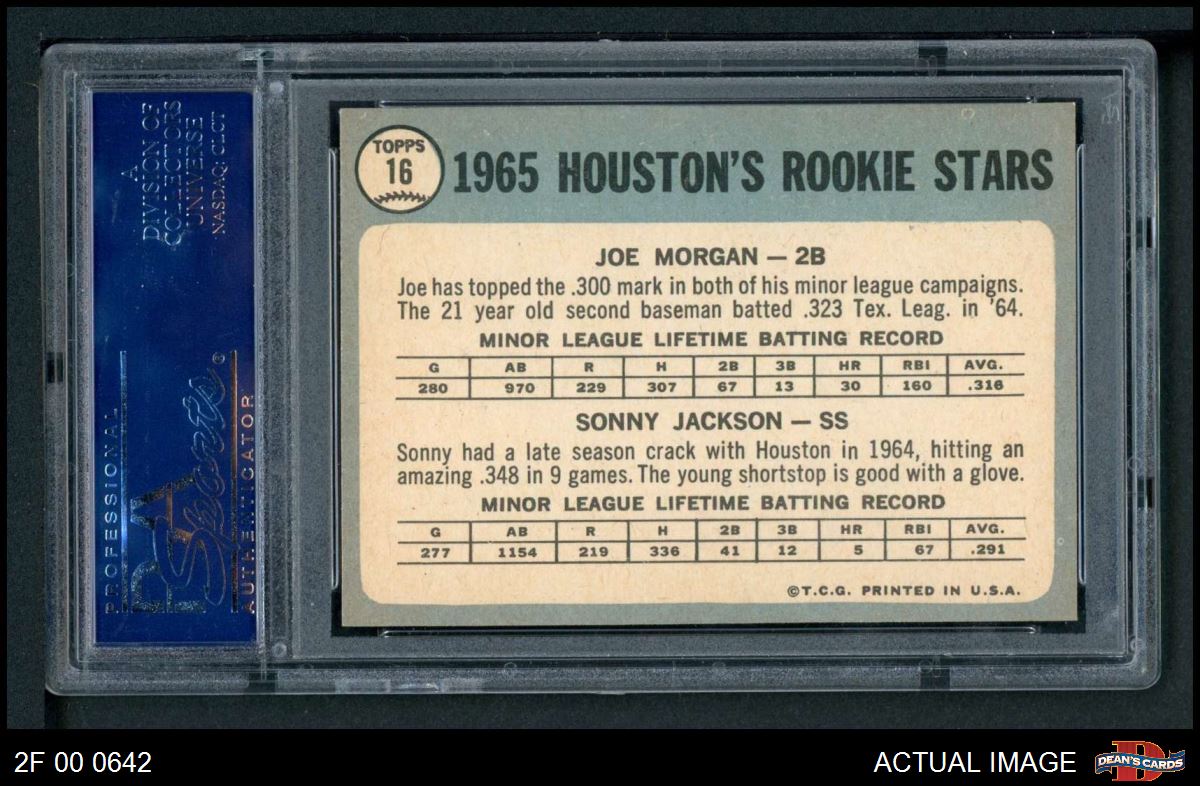 A
DIVISION OF
COLLECTORS
UNIVERSE
NASDAQ: CLCT
PROFESSIONAL
PSA
Sports®
AUTHENTICATOR
TOPPS
16
1965 HOUSTON'S ROOKIE STARS
JOE MORGAN — 2B
Joe has topped the .300 mark in both of his minor league campaigns.
The 21 year old second baseman batted .323 Tex. Leag. in '64.
MINOR LEAGUE LIFETIME BATTING RECORD
G AB R H 2B 3B HR RBI AVG.
280 970 229 307 67 13 30 160 .316
SONNY JACKSON — SS
Sonny had a late season crack with Houston in 1964, hitting an
amazing .348 in 9 games. The young shortstop is good with a glove.
MINOR LEAGUE LIFETIME BATTING RECORD
G AB R H 2B 3B HR RBI AVG.
277 1154 219 336 41 12 5 67 .291
©T.C.G. PRINTED IN U.S.A.
2F 00 0642
ACTUAL IMAGE
D
DEAN'S CARDS